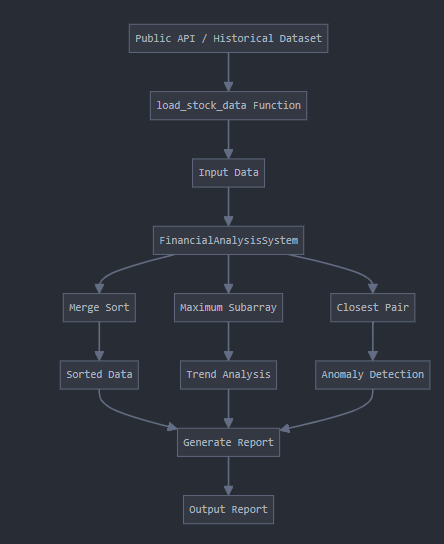 Public API / Historical Dataset
load_stock_data Function
Input Data
FinancialAnalysisSystem
Merge Sort
Maximum Subarray
Closest Pair
Sorted Data
Trend Analysis
Anomaly Detection
Generate Report
Output Report